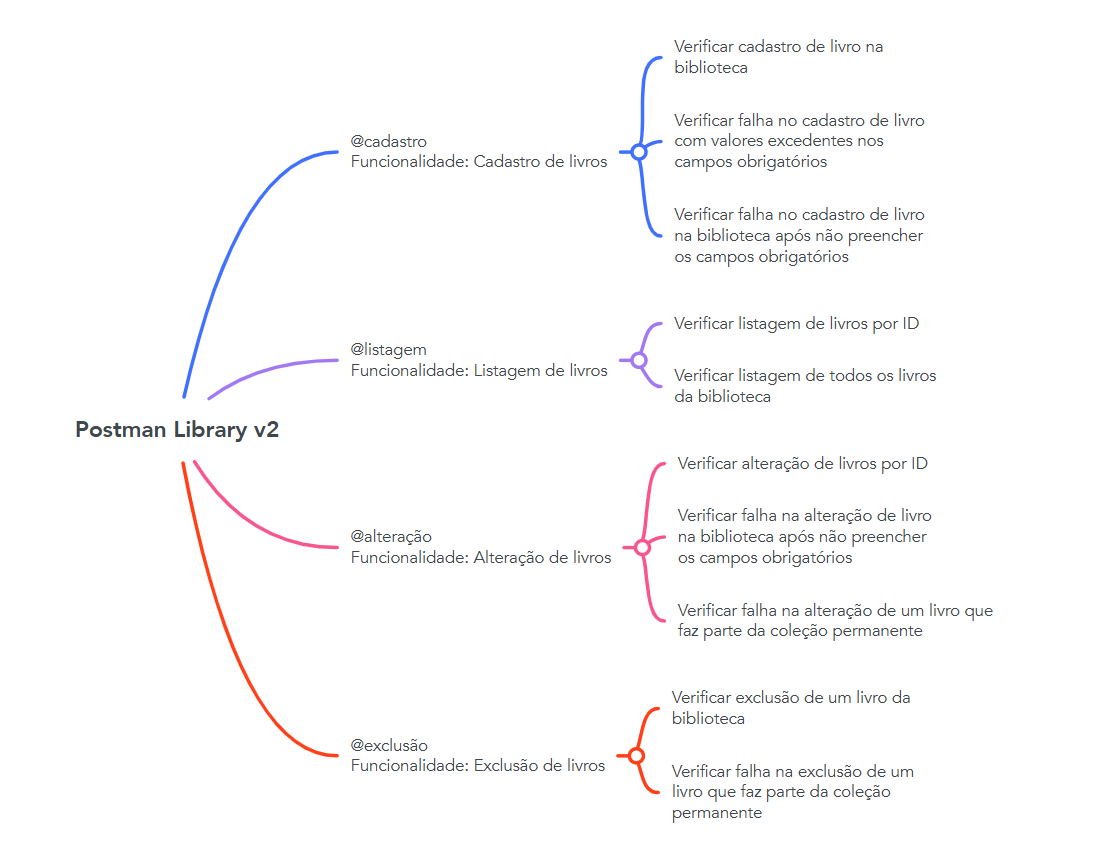 Postman Library v2
@cadastro
Funcionalidade: Cadastro de livros
Verificar cadastro de livro na
biblioteca
Verificar falha no cadastro de livro
com valores excedentes nos
campos obrigatórios
Verificar falha no cadastro de livro
na biblioteca após não preencher
os campos obrigatórios
@listagem
Funcionalidade: Listagem de livros
Verificar listagem de livros por ID
Verificar listagem de todos os livros
da biblioteca
@alteração
Funcionalidade: Alteração de livros
Verificar alteração de livros por ID
Verificar falha na alteração de livro
na biblioteca após não preencher
os campos obrigatórios
Verificar falha na alteração de um livro que
faz parte da coleção permanente
@exclusão
Funcionalidade: Exclusão de livros
Verificar exclusão de um livro da
biblioteca
Verificar falha na exclusão de um
livro que faz parte da coleção
permanente